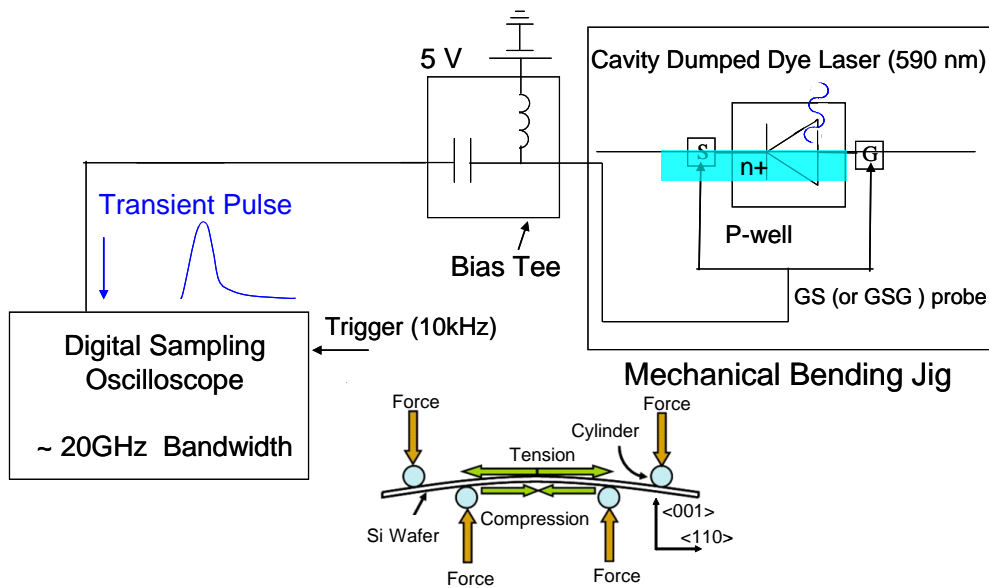 5 V
Cavity Dumped Dye Laser (590 nm)
S
G
n+
Transient Pulse
P-well
Bias Tee
GS (or GSG ) probe
Trigger (10kHz)
Digital Sampling
Oscilloscope
~ 20GHz Bandwidth
Mechanical Bending Jig
Force
Force
Cylinder
Tension
Compression
Si Wafer
<001>
<110>
Force
Force